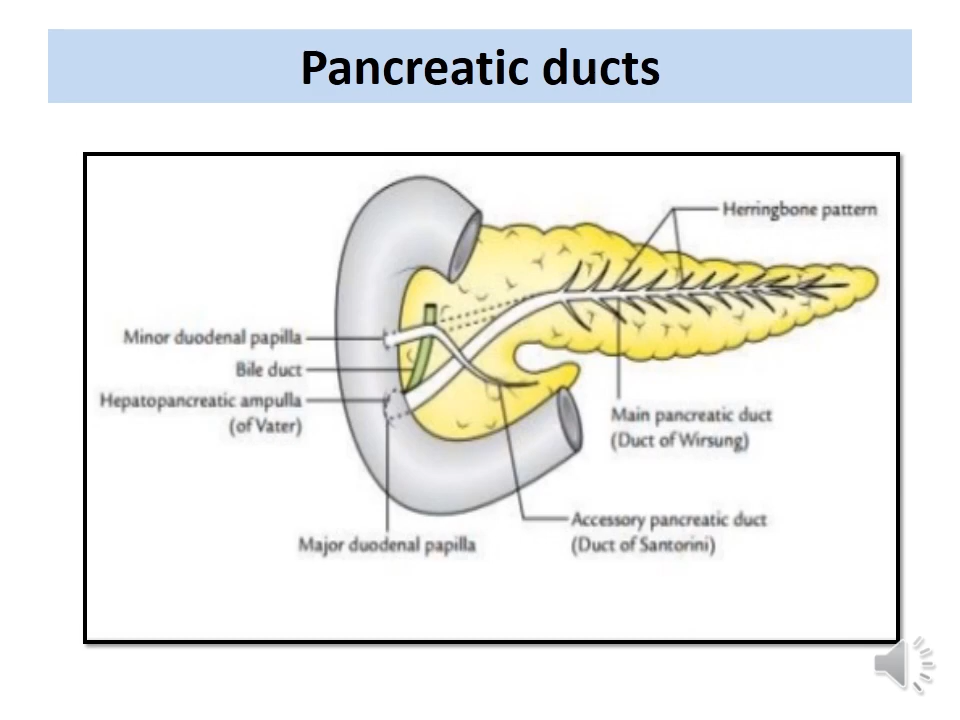 Pancreatic ducts
Herringbone pattern
Minor duodenal papilla
Bile duct
Hepatopancreatic ampulla
(of Vater)
Main pancreatic duct
(Duct of Wirsung)
Accessory pancreatic duct
(Duct of Santorini)
Major duodenal papilla